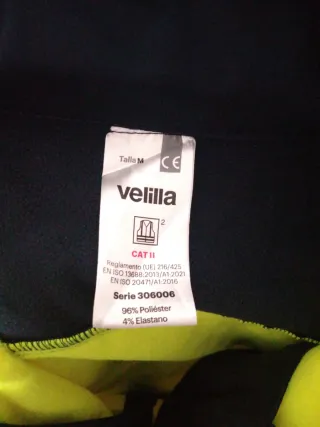 Talla M CE
velilla
2
CAT II
Reglamento (UE) 216/425
EN ISO 13688:2013/A1:2021
EN ISO 20471/A1:2016
Serie 306006
96% Poliéster
4% Elastano